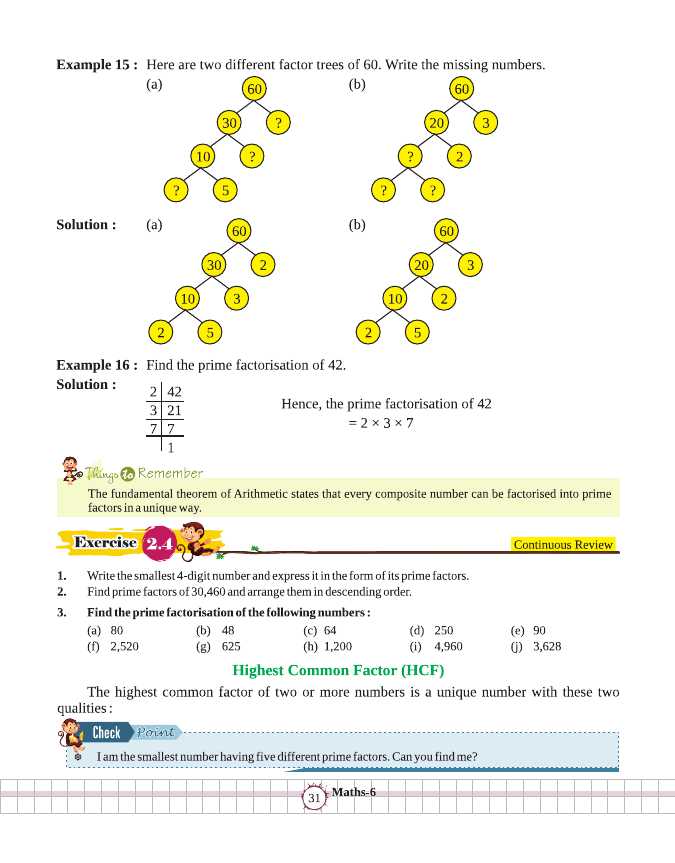 Example 15 : Here are two different factor trees of 60. Write the missing numbers.
(a) (b)
60 60
30 ? 20 3
10 ? ? 2
? 5 ? ?
Solution : (a) (b)
60 60
30 2 20 3
10 3 10 2
2 5 2 5
Example 16 : Find the prime factorisation of 42.
Solution :
2 42
3 21
7 7
1
Hence, the prime factorisation of 42
= 2 × 3 × 7
Things to Remember
The fundamental theorem of Arithmetic states that every composite number can be factorised into prime
factors in a unique way.
Exercise 2.4
Continuous Review
1. Write the smallest 4-digit number and express it in the form of its prime factors.
2. Find prime factors of 30,460 and arrange them in descending order.
3. Find the prime factorisation of the following numbers :
(a) 80 (b) 48 (c) 64 (d) 250 (e) 90
(f) 2,520 (g) 625 (h) 1,200 (i) 4,960 (j) 3,628
Highest Common Factor (HCF)
The highest common factor of two or more numbers is a unique number with these two
qualities :
Check Point
I am the smallest number having five different prime factors. Can you find me?
31 Maths-6